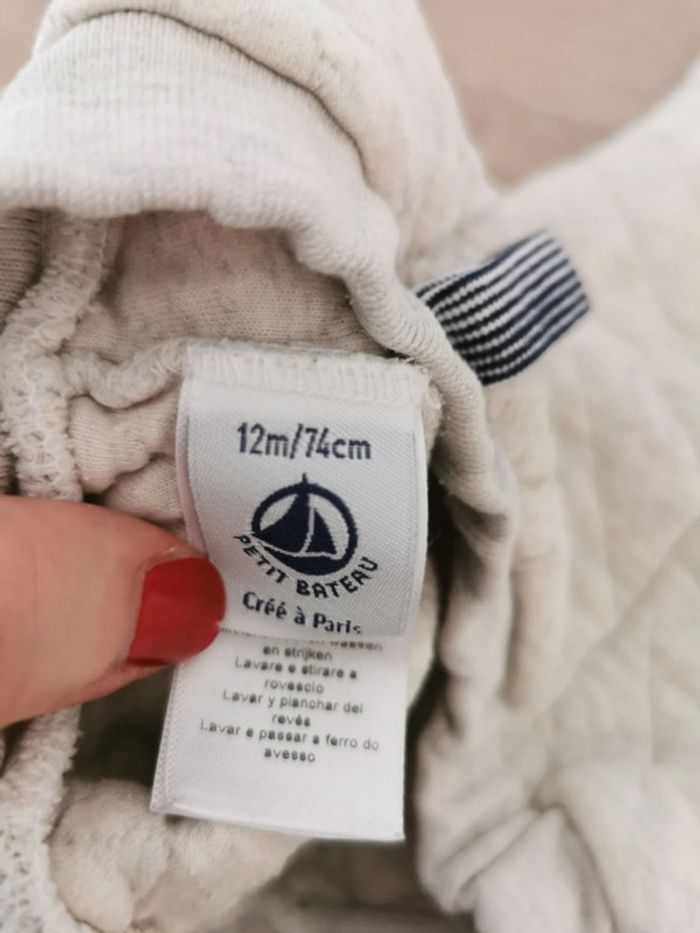 12m/74cm
PETIT BATEAU
Créé à Paris
wassen
en strijken
Lavare e stirare a
rovescio
Lavar y planchar del
revés
Lavar e passar a ferro do
avesso